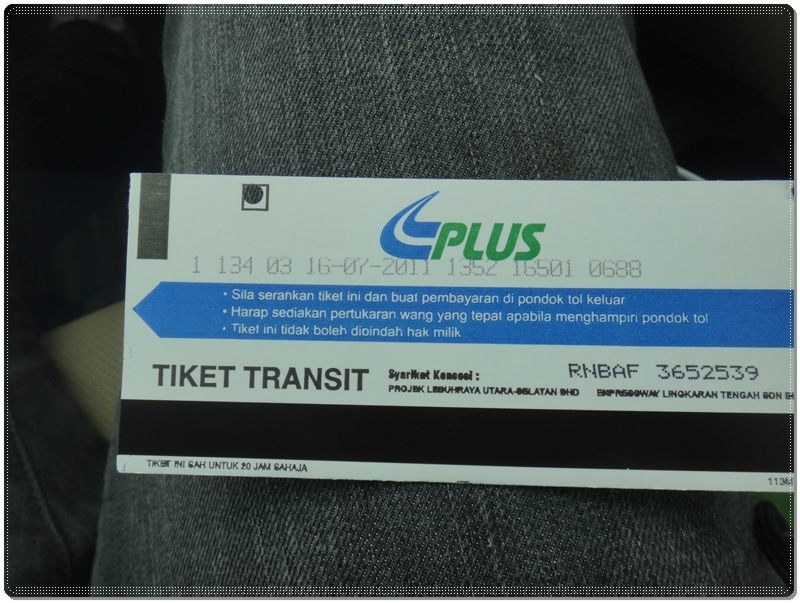 PLUS
1 134 03 16-07-2011 1352 16501 0688
• Sila serahkan tiket ini dan buat pembayaran di pondok tol keluar
• Harap sediakan pertukaran wang yang tepat apabila menghampiri pondok tol
• Tiket ini tidak boleh dipindah hak milik
TIKET TRANSIT
Syarikat Konsesi :
RNBAF 3652539
PROJEK LEBUHRAYA UTARA-SELATAN BHD EXPRESSWAY LINGKARAN TENGAH SDN
TIKET INI SAH UNTUK 20 JAM SAHAJA
113M